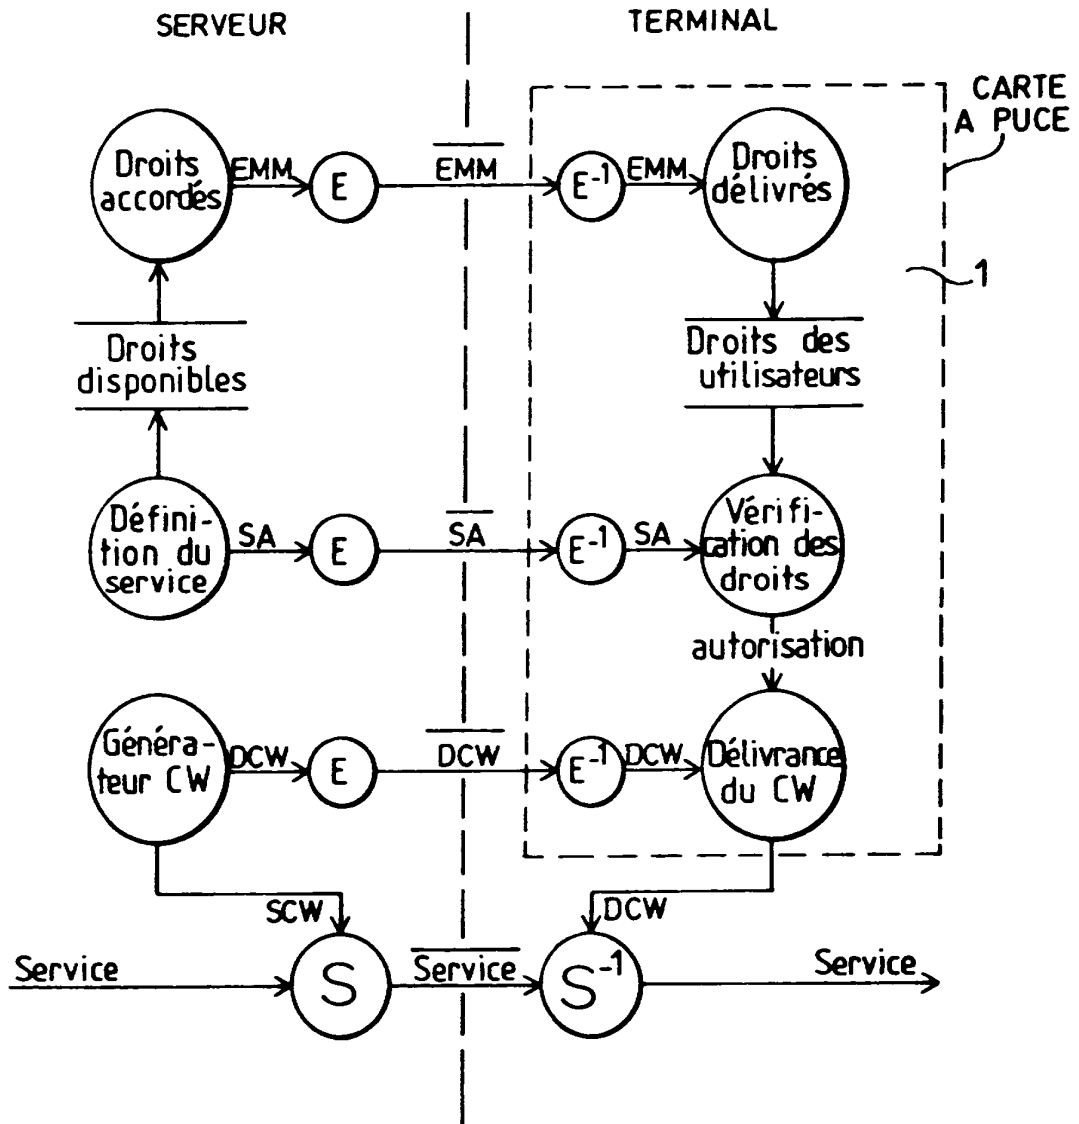 SERVEUR
TERMINAL
CARTE
A PUCE
Droits
accordés
EMM
E
EMM
E-1
EMM
Droits
délivrés
1
Droits
disponibles
Droits des
utilisateurs
Défini-
tion du
service
SA
E
SA
E-1
SA
Vérifi-
cation des
droits
autorisation
Généra-
teur CW
DCW
E
DCW
E-1
DCW
Délivrance
du CW
SCW
DCW
Service
S
Service
S-1
Service